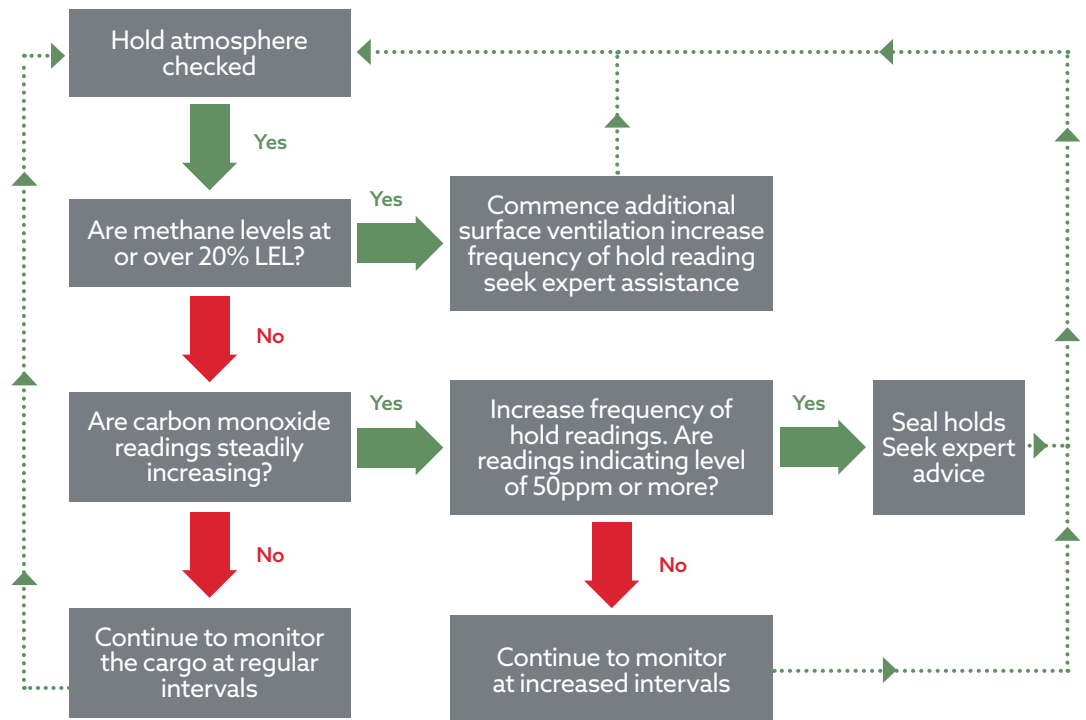 Hold atmosphere
checked
Yes
Are methane levels at
or over 20% LEL?
Yes
Commence additional
surface ventilation increase
frequency of hold reading
seek expert assistance
No
Are carbon monoxide
readings steadily
increasing?
Yes
Increase frequency of
hold readings. Are
readings indicating level
of 50ppm or more?
Yes
Seal holds
Seek expert
advice
No
No
Continue to monitor
the cargo at regular
intervals
Continue to monitor
at increased intervals